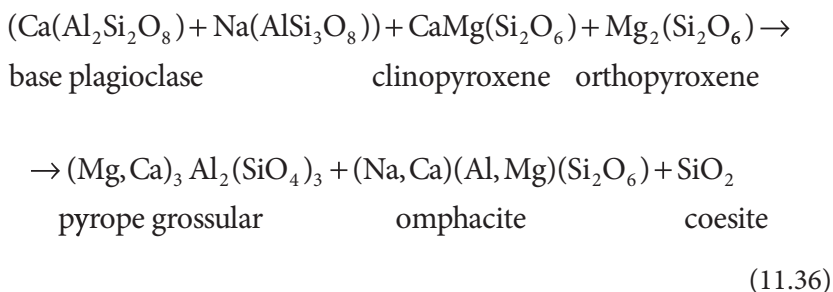 (Ca(Al₂Si₂O₈) + Na(AlSi₃O₈)) + CaMg(Si₂O₆) + Mg₂(Si₂O₆) →
base plagioclase clinopyroxene orthopyroxene
→ (Mg, Ca)₃ Al₂(SiO₄)₃ + (Na, Ca)(Al, Mg)(Si₂O₆) + SiO₂
pyrope grossular omphacite coesite
(11.36)